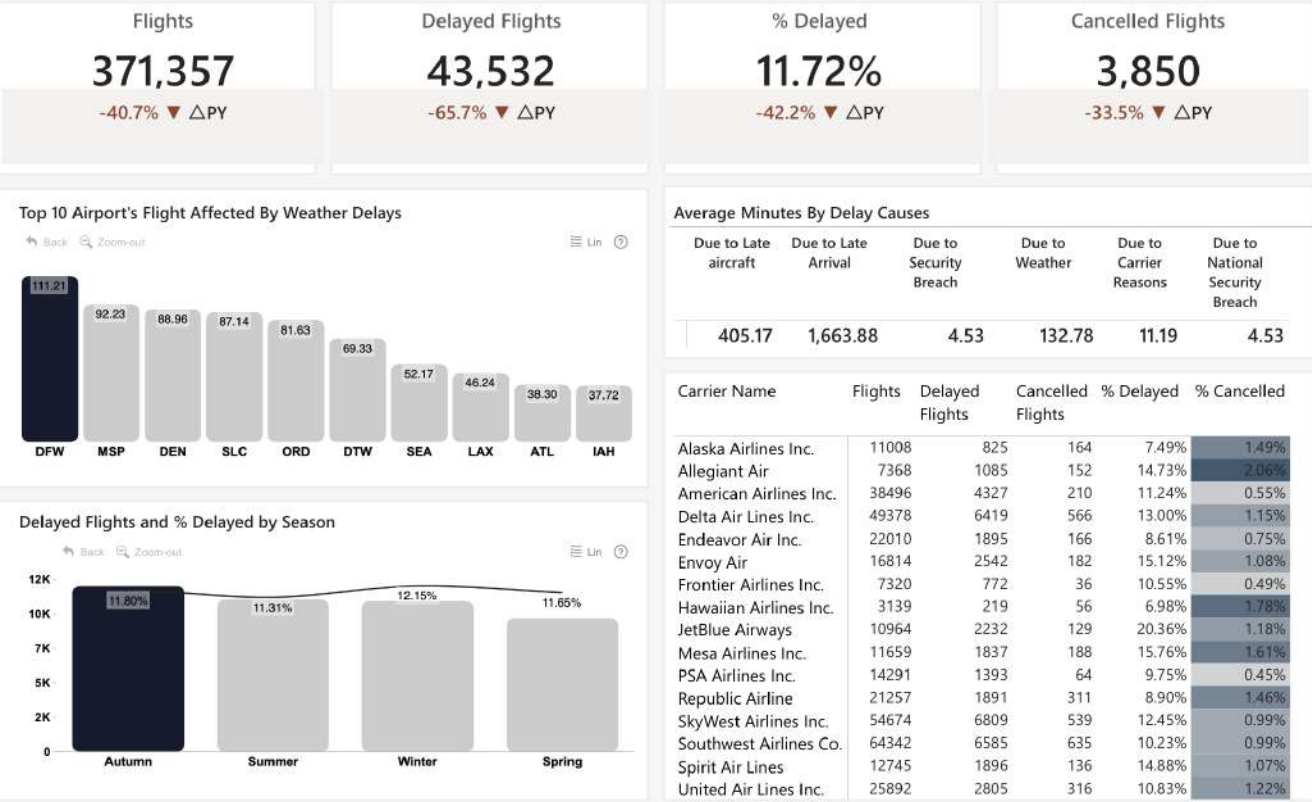 Flights
371,357
-40.7% ▼ △PY
Delayed Flights
43,532
-65.7% ▼ △PY
% Delayed
11.72%
-42.2% ▼ △PY
Cancelled Flights
3,850
-33.5% ▼ △PY
Top 10 Airport's Flight Affected By Weather Delays
Back Zoom-out Lin ?
111.21
92.23
88.96
87.14
81.63
69.33
52.17
46.24
38.30
37.72
DFW MSP DEN SLC ORD DTW SEA LAX ATL IAH
Delayed Flights and % Delayed by Season
Back Zoom-out Lin ?
12K
10K
7K
5K
2K
0
11.80%
11.31%
12.15%
11.65%
Autumn Summer Winter Spring
Average Minutes By Delay Causes
Due to Late aircraft
Due to Late Arrival
Due to Security Breach
Due to Weather
Due to Carrier Reasons
Due to National Security Breach
405.17 1,663.88 4.53 132.78 11.19 4.53
Carrier Name Flights Delayed Flights Cancelled Flights % Delayed % Cancelled
Alaska Airlines Inc. 11008 825 164 7.49% 1.49%
Allegiant Air 7368 1085 152 14.73% 2.06%
American Airlines Inc. 38496 4327 210 11.24% 0.55%
Delta Air Lines Inc. 49378 6419 566 13.00% 1.15%
Endeavor Air Inc. 22010 1895 166 8.61% 0.75%
Envoy Air 16814 2542 182 15.12% 1.08%
Frontier Airlines Inc. 7320 772 36 10.55% 0.49%
Hawaiian Airlines Inc. 3139 219 56 6.98% 1.78%
JetBlue Airways 10964 2232 129 20.36% 1.18%
Mesa Airlines Inc. 11659 1837 188 15.76% 1.61%
PSA Airlines Inc. 14291 1393 64 9.75% 0.45%
Republic Airline 21257 1891 311 8.90% 1.46%
SkyWest Airlines Inc. 54674 6809 539 12.45% 0.99%
Southwest Airlines Co. 64342 6585 635 10.23% 0.99%
Spirit Air Lines 12745 1896 136 14.88% 1.07%
United Air Lines Inc. 25892 2805 316 10.83% 1.22%